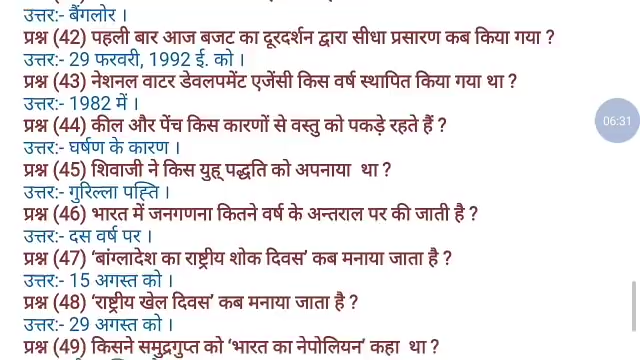 उत्तर:- बैंगलोर ।
प्रश्न (42) पहली बार आज बजट का दूरदर्शन द्वारा सीधा प्रसारण कब किया गया ?
उत्तर:- 29 फरवरी, 1992 ई. को ।
प्रश्न (43) नेशनल वाटर डेवलपमेंट एजेंसी किस वर्ष स्थापित किया गया था ?
उत्तर:- 1982 में ।
प्रश्न (44) कील और पेंच किस कारणों से वस्तु को पकड़े रहते हैं ?
06:31
उत्तर:- घर्षण के कारण ।
प्रश्न (45) शिवाजी ने किस युह् पद्धति को अपनाया था ?
उत्तर:- गुरिल्ला पह्ति ।
प्रश्न (46) भारत में जनगणना कितने वर्ष के अन्तराल पर की जाती है ?
उत्तर:- दस वर्ष पर ।
प्रश्न (47) ‘बांग्लादेश का राष्ट्रीय शोक दिवस’ कब मनाया जाता है ?
उत्तर:- 15 अगस्त को ।
प्रश्न (48) ‘राष्ट्रीय खेल दिवस’ कब मनाया जाता है ?
उत्तर:- 29 अगस्त को ।
प्रश्न (49) किसने समुद्रगुप्त को ‘भारत का नेपोलियन’ कहा था ?